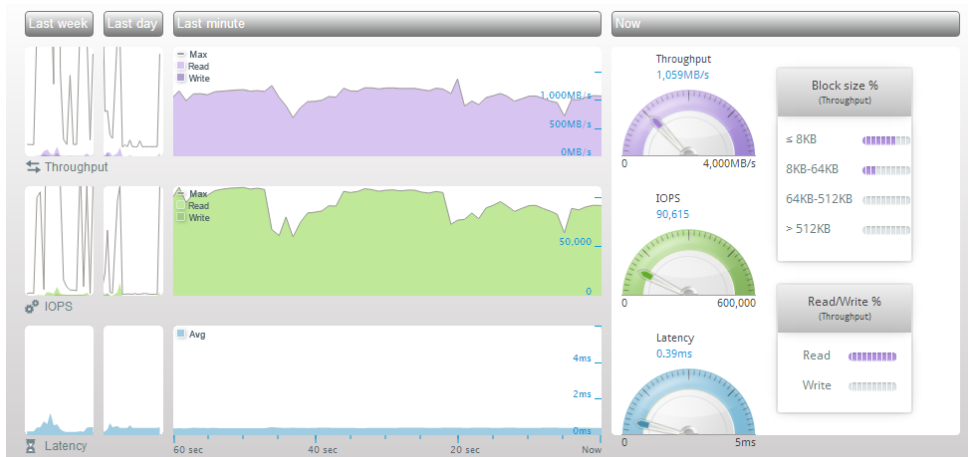 Last week
Last day
Last minute
Now
Max
Read
Write
1,000MB/s
500MB/s
0MB/s
Throughput
Max
Read
Write
50,000
0
IOPS
Avg
4ms
2ms
0ms
Latency
60 sec
40 sec
20 sec
Now
Throughput
1,059MB/s
0
4,000MB/s
IOPS
90,615
0
600,000
Latency
0.39ms
0
5ms
Block size %
(Throughput)
≤ 8KB
8KB-64KB
64KB-512KB
> 512KB
Read/Write %
(Throughput)
Read
Write